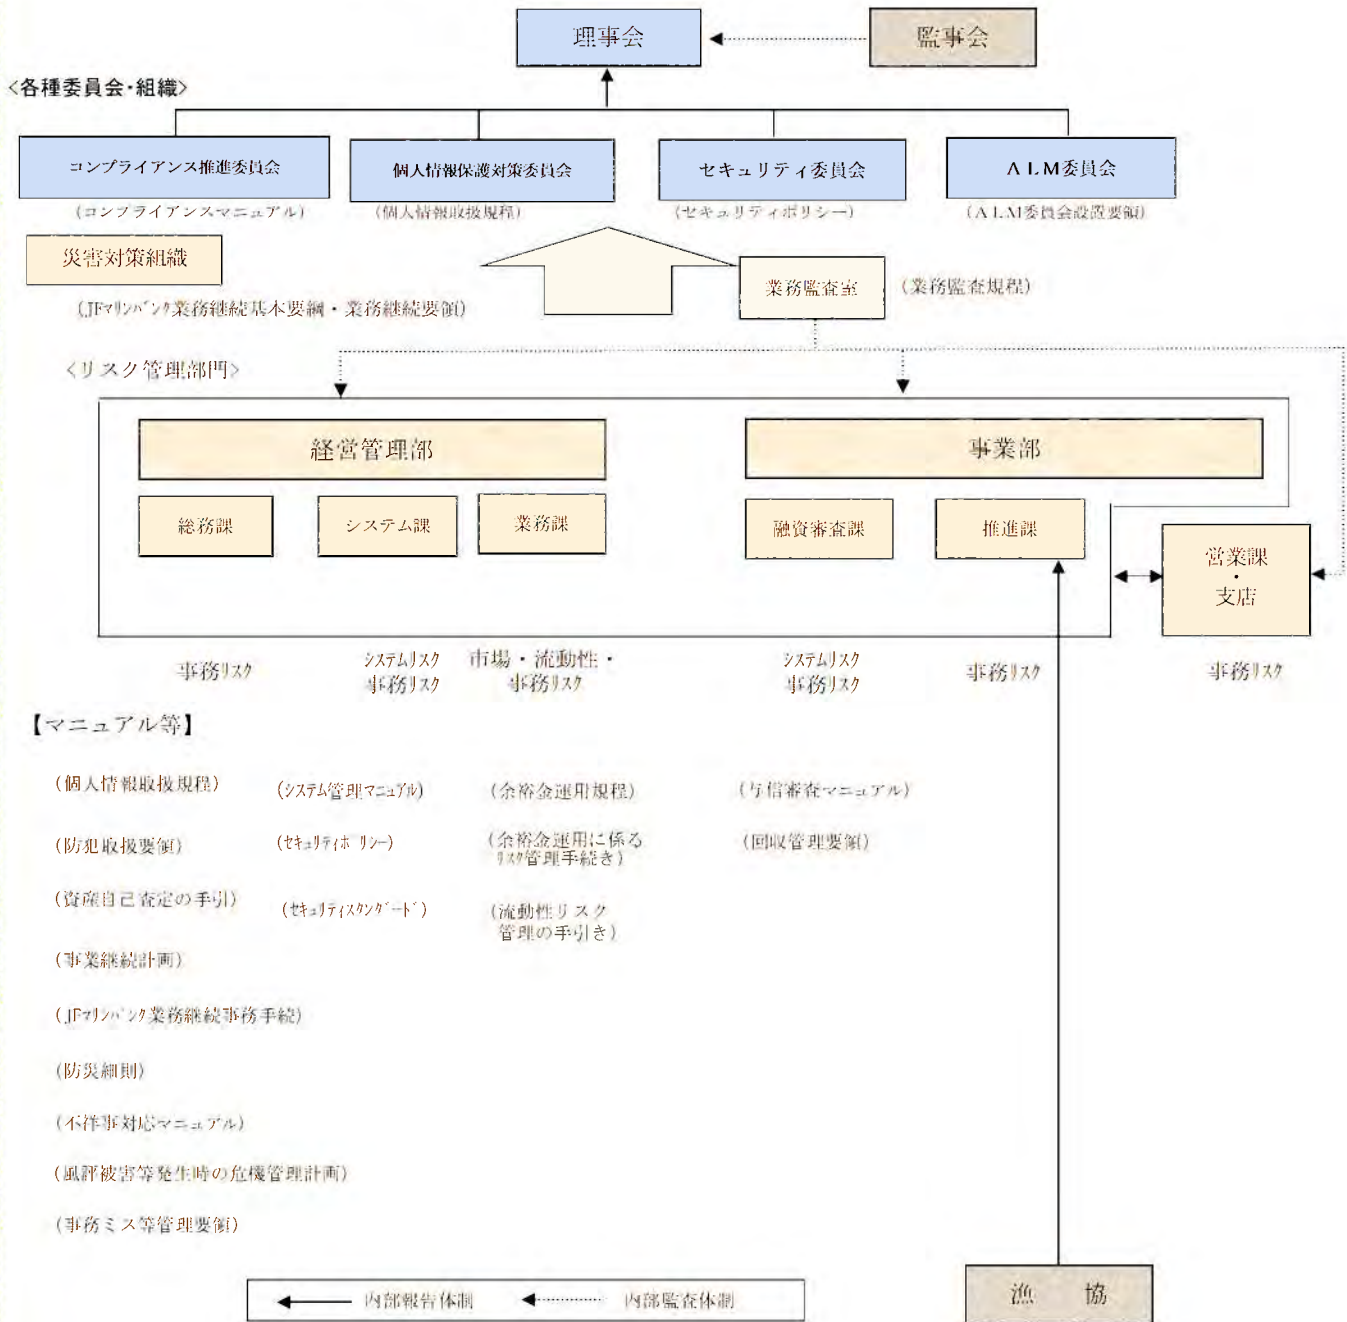 理事会
監事会
<各種委員会・組織>
コンプライアンス推進委員会
個人情報保護対策委員会
セキュリティ委員会
ALM委員会
(コンプライアンスマニュアル)
(個人情報取扱規程)
(セキュリティポリシー)
(ALM委員会設置要領)
災害対策組織
(JFマリンバンク業務継続基本要綱・業務継続要領)
業務監査室
(業務監査規程)
<リスク管理部門>
経営管理部
事業部
総務課
システム課
業務課
融資審査課
推進課
営業課
・
支店
事務リスク
システムリスク
事務リスク
市場・流動性・
事務リスク
システムリスク
事務リスク
事務リスク
事務リスク
【マニュアル等】
(個人情報取扱規程)
(システム管理マニュアル)
(余裕金運用規程)
(与信審査マニュアル)
(防犯取扱要領)
(セキュリティポリシー)
(余裕金運用に係る
リスク管理手続き)
(回収管理要領)
(資産自己査定の手引)
(セキュリティスタンダード)
(流動性リスク
管理の手引き)
(事業継続計画)
(JFマリンバンク業務継続事務手続)
(防災細則)
(不祥事対応マニュアル)
(風評被害等発生時の危機管理計画)
(事務ミス等管理要領)
内部報告体制
内部監査体制
漁 協